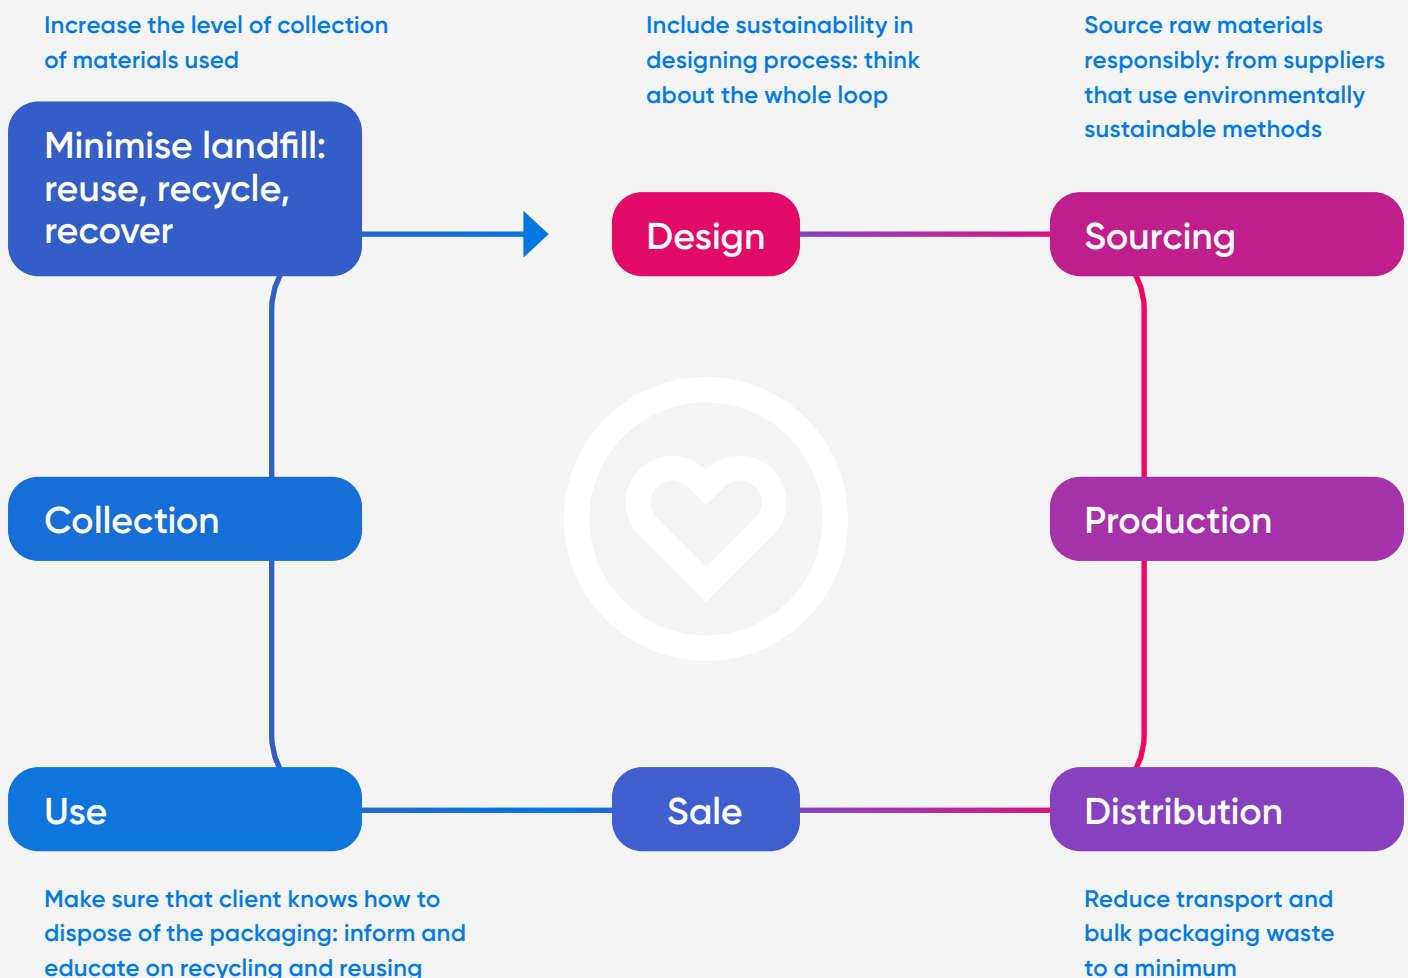 Increase the level of collection
of materials used
Include sustainability in
designing process: think
about the whole loop
Source raw materials
responsibly: from suppliers
that use environmentally
sustainable methods
Minimise landfill:
reuse, recycle,
recover
Design
Sourcing
Collection
Production
Use
Sale
Distribution
Make sure that client knows how to
dispose of the packaging: inform and
educate on recycling and reusing
Reduce transport and
bulk packaging waste
to a minimum